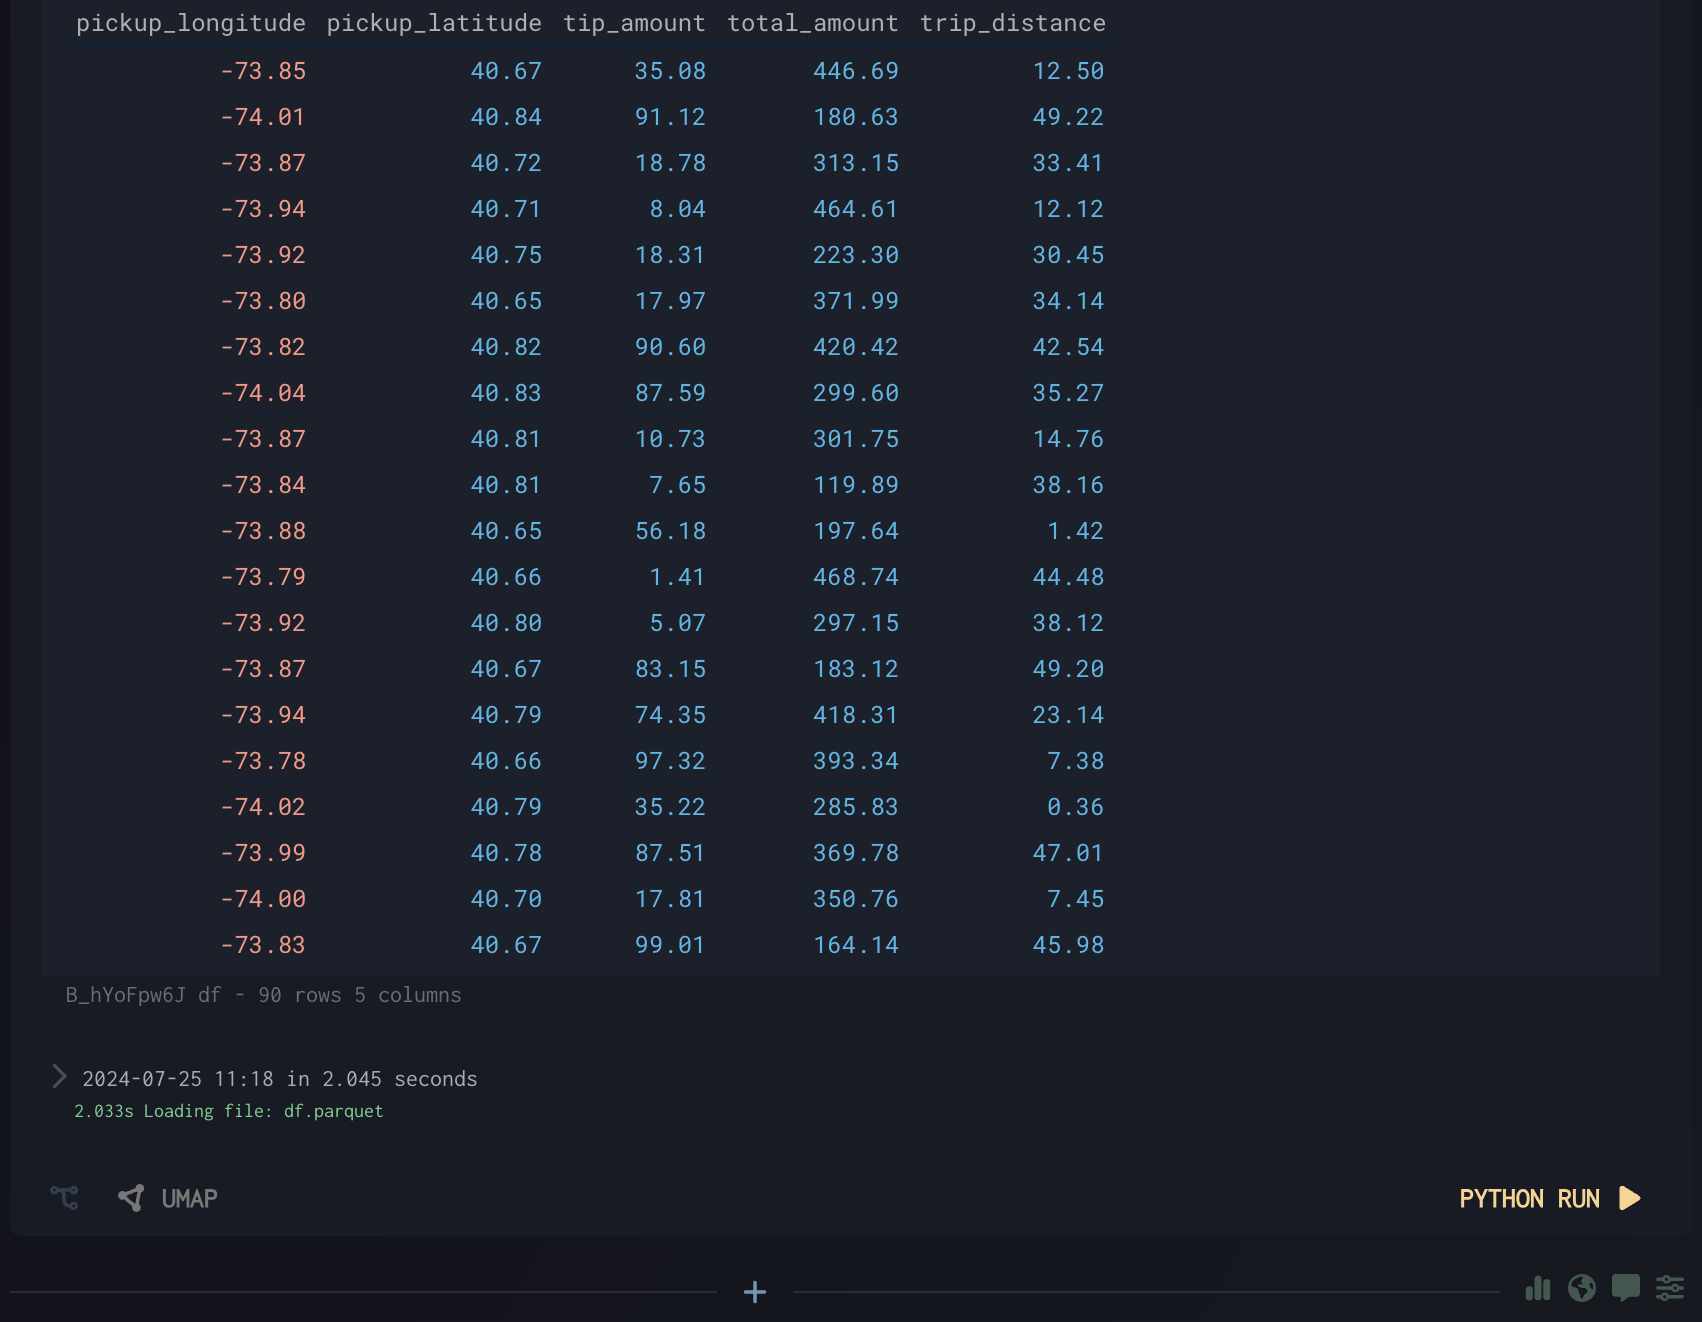 pickup_longitude pickup_latitude tip_amount total_amount trip_distance
-73.85 40.67 35.08 446.69 12.50
-74.01 40.84 91.12 180.63 49.22
-73.87 40.72 18.78 313.15 33.41
-73.94 40.71 8.04 464.61 12.12
-73.92 40.75 18.31 223.30 30.45
-73.80 40.65 17.97 371.99 34.14
-73.82 40.82 90.60 420.42 42.54
-74.04 40.83 87.59 299.60 35.27
-73.87 40.81 10.73 301.75 14.76
-73.84 40.81 7.65 119.89 38.16
-73.88 40.65 56.18 197.64 1.42
-73.79 40.66 1.41 468.74 44.48
-73.92 40.80 5.07 297.15 38.12
-73.87 40.67 83.15 183.12 49.20
-73.94 40.79 74.35 418.31 23.14
-73.78 40.66 97.32 393.34 7.38
-74.02 40.79 35.22 285.83 0.36
-73.99 40.78 87.51 369.78 47.01
-74.00 40.70 17.81 350.76 7.45
-73.83 40.67 99.01 164.14 45.98
B_hYoFpw6J df - 90 rows 5 columns
2024-07-25 11:18 in 2.045 seconds
2.033s Loading file: df.parquet
UMAP PYTHON RUN